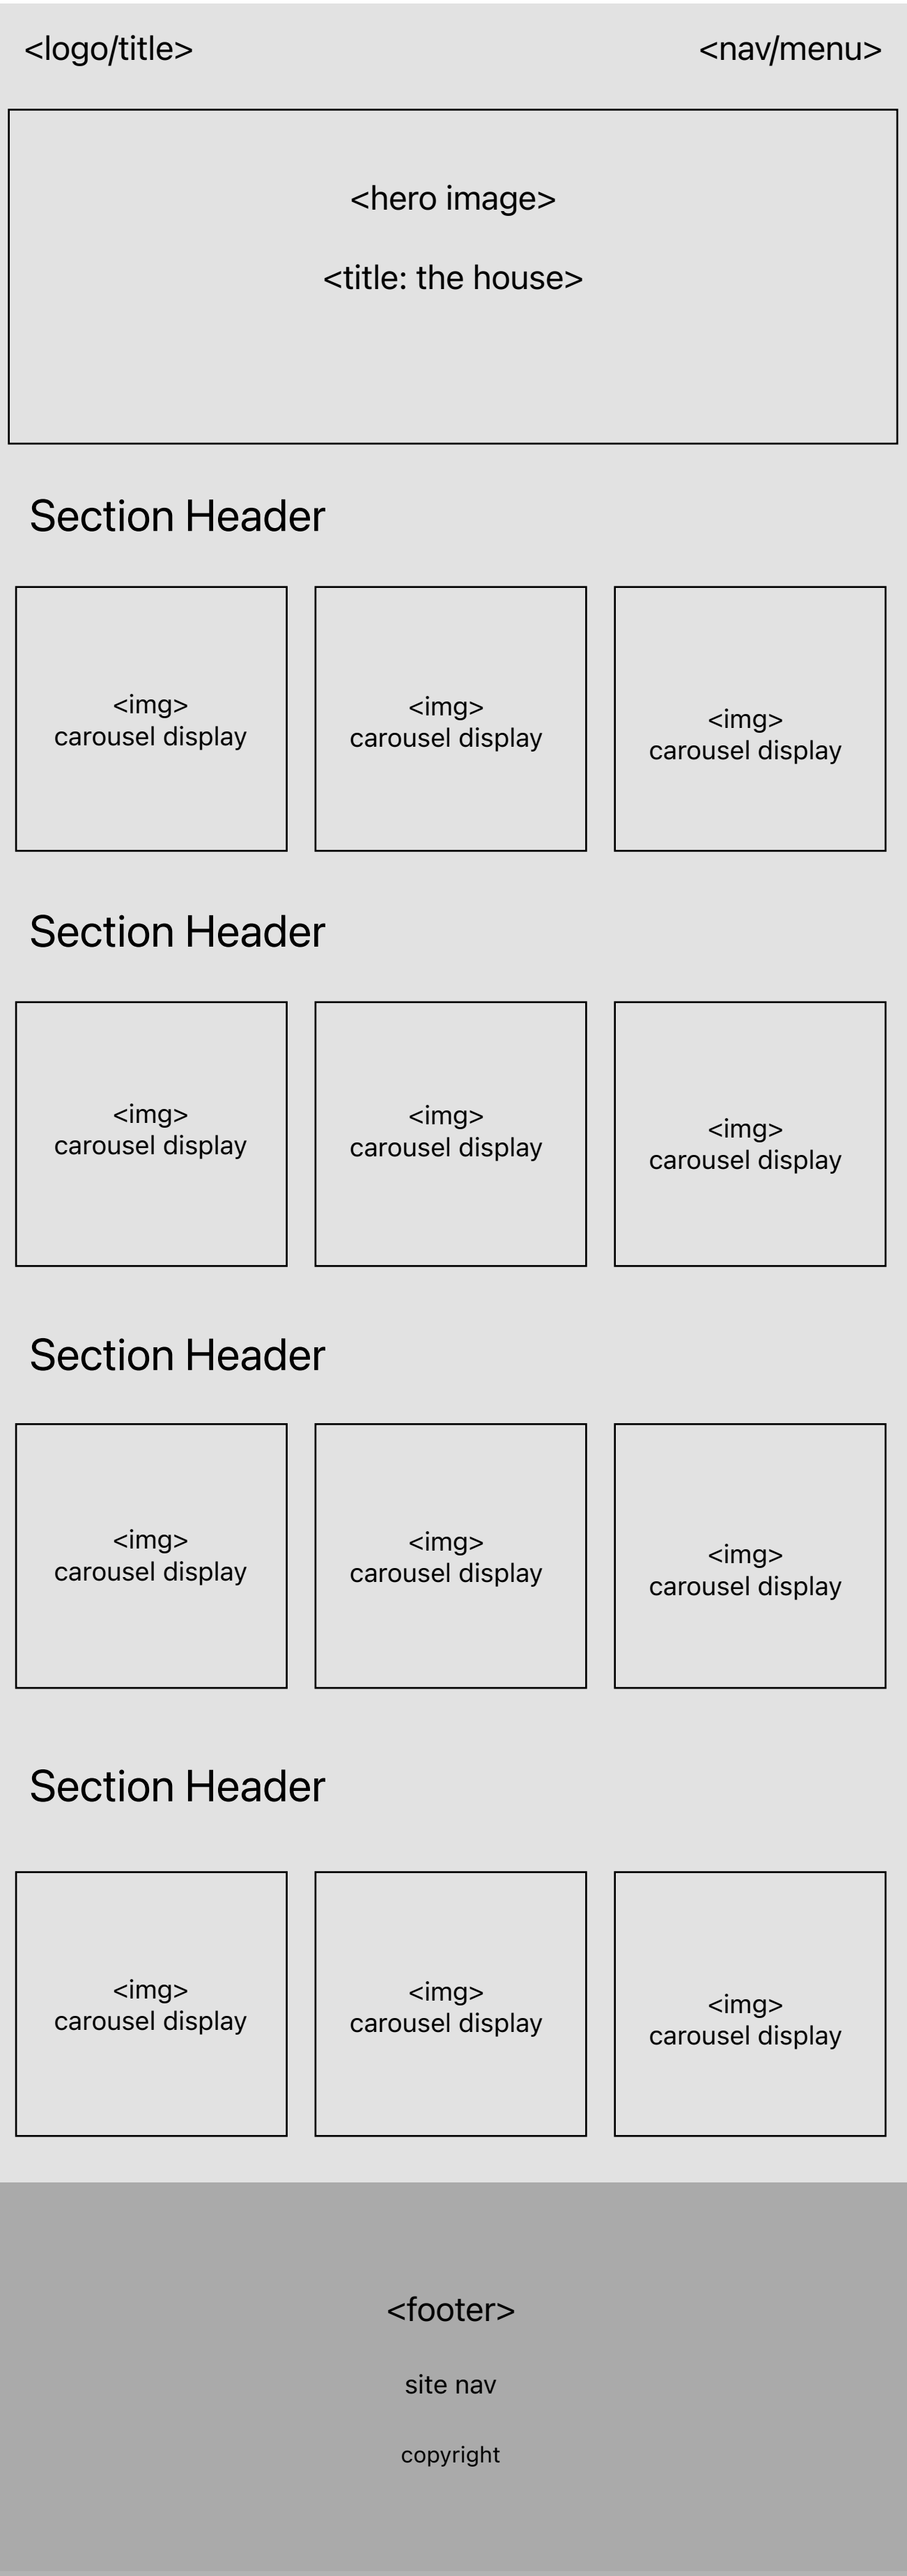 <logo/title>
<nav/menu>
<hero image>
<title: the house>
Section Header
<img>
carousel display
<img>
carousel display
<img>
carousel display
Section Header
<img>
carousel display
<img>
carousel display
<img>
carousel display
Section Header
<img>
carousel display
<img>
carousel display
<img>
carousel display
Section Header
<img>
carousel display
<img>
carousel display
<img>
carousel display
<footer>
site nav
copyright